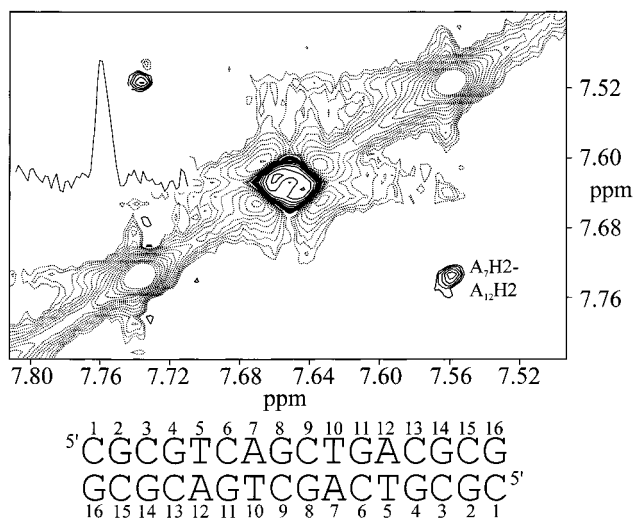 7.52
7.60
ppm
7.68
A₇H2-
A₁₂H2
7.76
7.80 7.76 7.72 7.68 7.64 7.60 7.56 7.52
ppm
1 2 3 4 5 6 7 8 9 10 11 12 13 14 15 16
5' CGCGTCAGCTGACGCG
GCGCAGTCGACTGCGC 5'
16 15 14 13 12 11 10 9 8 7 6 5 4 3 2 1